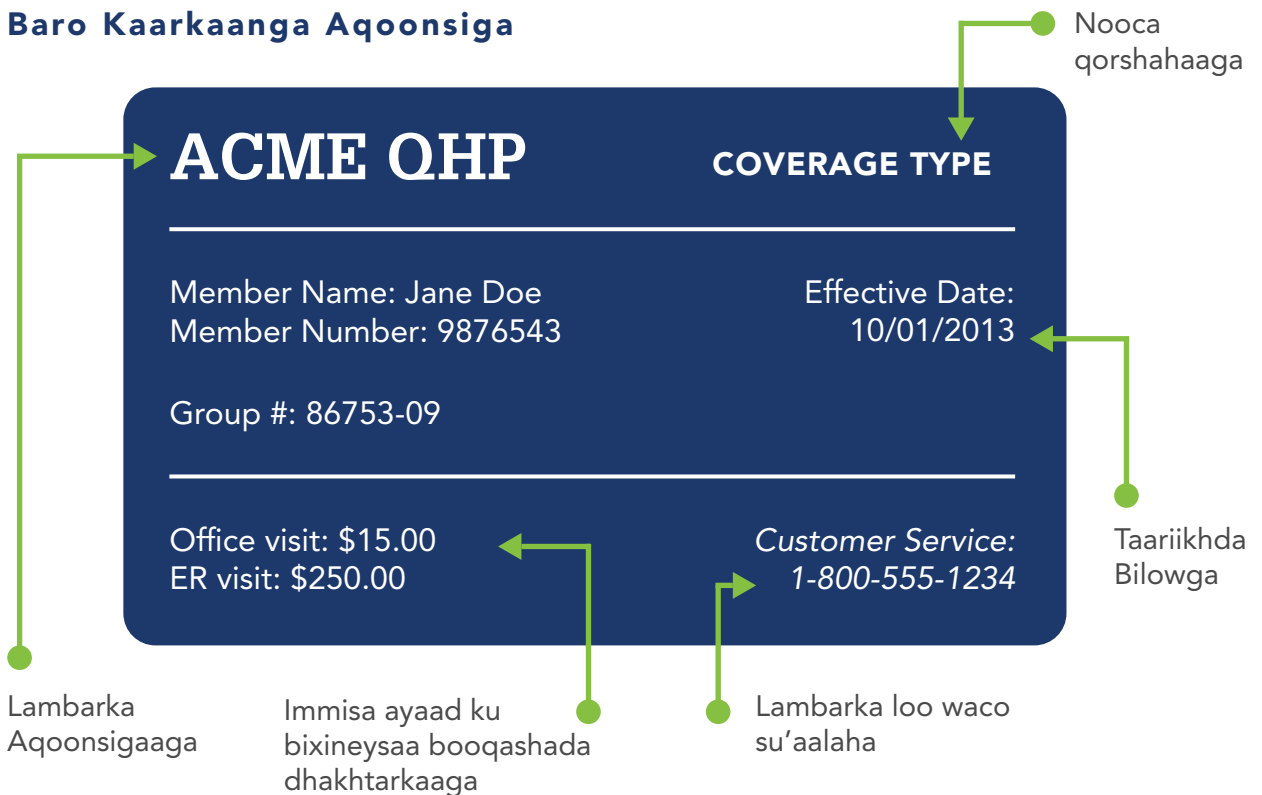 Baro Kaarkaanga Aqoonsiga
Nooca
qorshahaaga
ACME QHP
COVERAGE TYPE
Member Name: Jane Doe
Member Number: 9876543
Effective Date:
10/01/2013
Group #: 86753-09
Office visit: $15.00
ER visit: $250.00
Customer Service:
1-800-555-1234
Taariikhda
Bilowga
Lambarka
Aqoonsigaaga
Immisa ayaad ku
bixineysaa booqashada
dhakhtarkaaga
Lambarka loo waco
su’aalaha